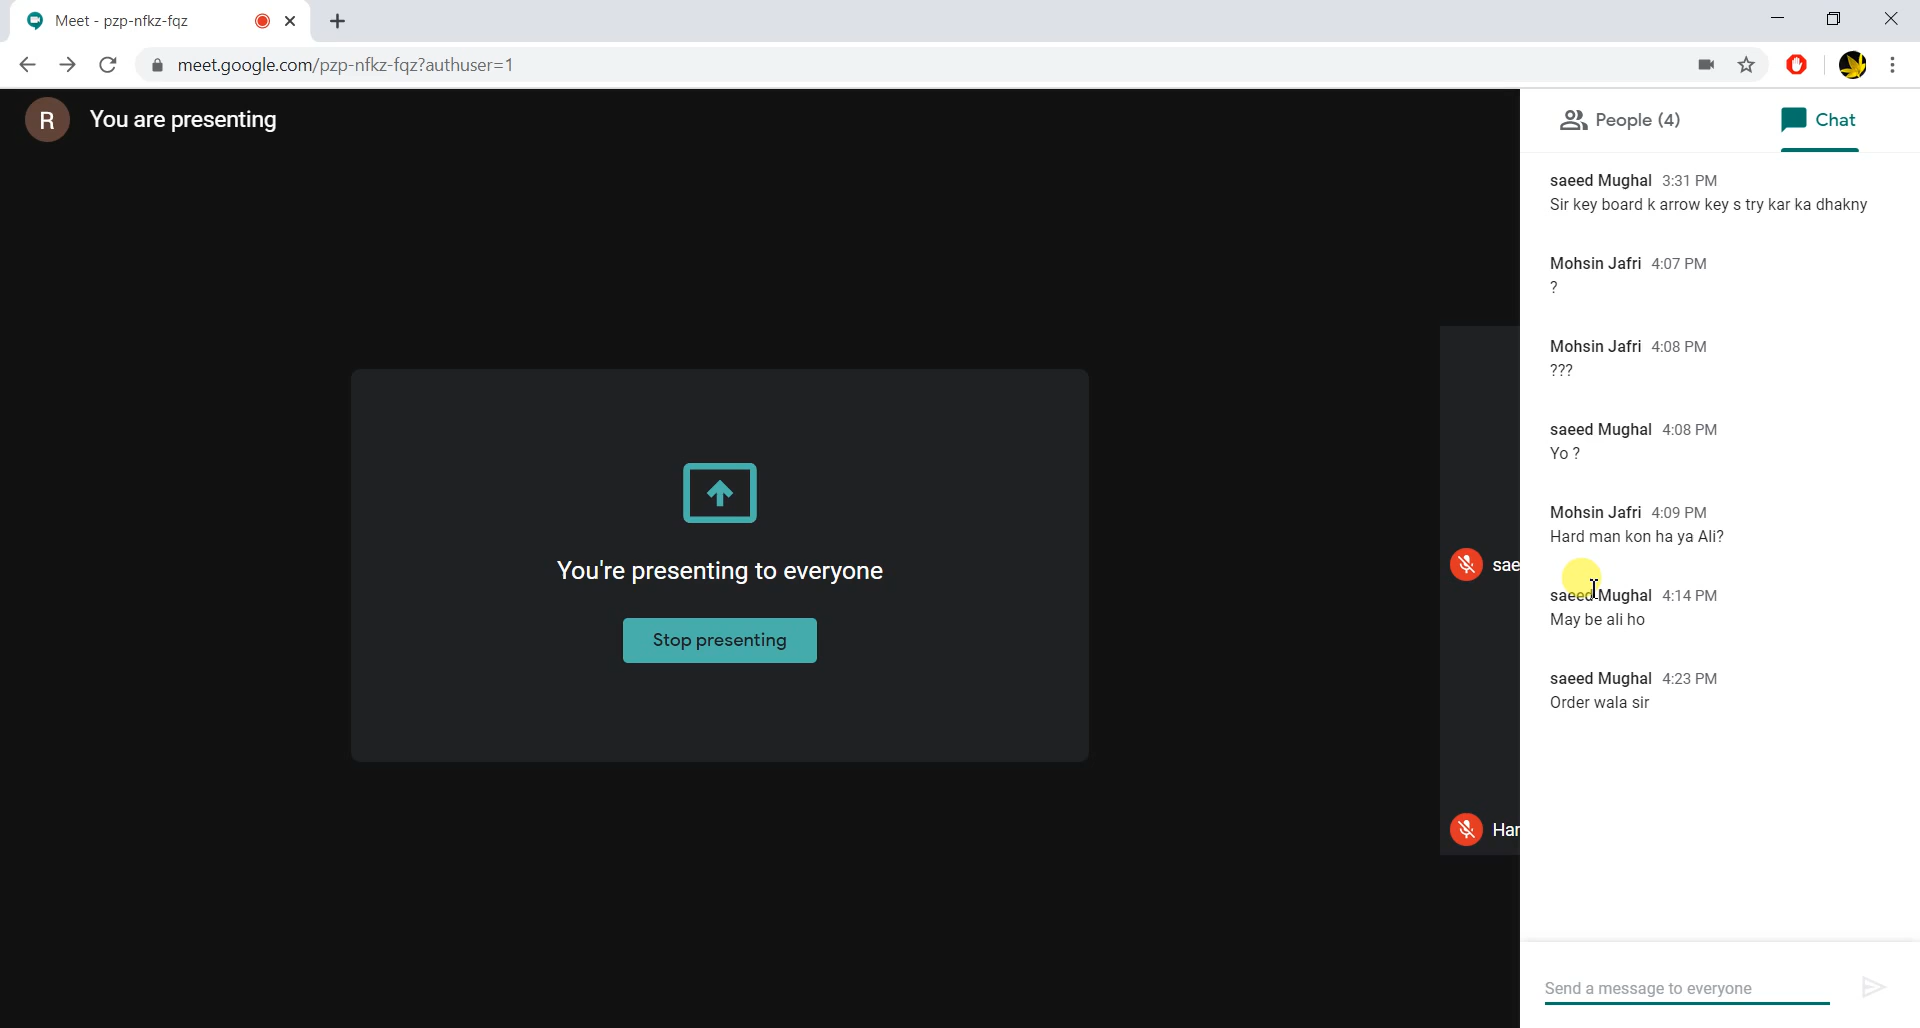 Meet - pzp-nfkz-fqz
meet.google.com/pzp-nfkz-fqz?authuser=1
R You are presenting
People (4) Chat
saeed Mughal 3:31 PM
Sir key board k arrow key s try kar ka dhakny
Mohsin Jafri 4:07 PM
?
Mohsin Jafri 4:08 PM
???
saeed Mughal 4:08 PM
Yo ?
Mohsin Jafri 4:09 PM
Hard man kon ha ya Ali?
saeed Mughal 4:14 PM
May be ali ho
saeed Mughal 4:23 PM
Order wala sir
You're presenting to everyone
Stop presenting
sae
Har
Send a message to everyone